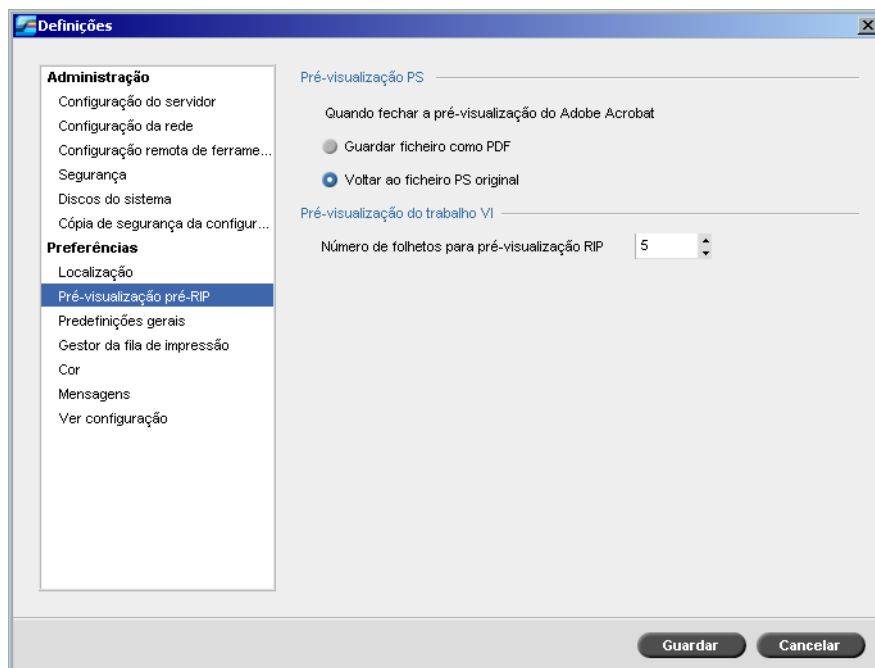 Definições
Administração
Configuração do servidor
Configuração da rede
Configuração remota de ferrame...
Segurança
Discos do sistema
Cópia de segurança da configur...
Preferências
Localização
Pré-visualização pré-RIP
Predefinições gerais
Gestor da fila de impressão
Cor
Mensagens
Ver configuração
Pré-visualização PS
Quando fechar a pré-visualização do Adobe Acrobat
Guardar ficheiro como PDF
Voltar ao ficheiro PS original
Pré-visualização do trabalho VI
Número de folhetos para pré-visualização RIP 5
Guardar Cancelar